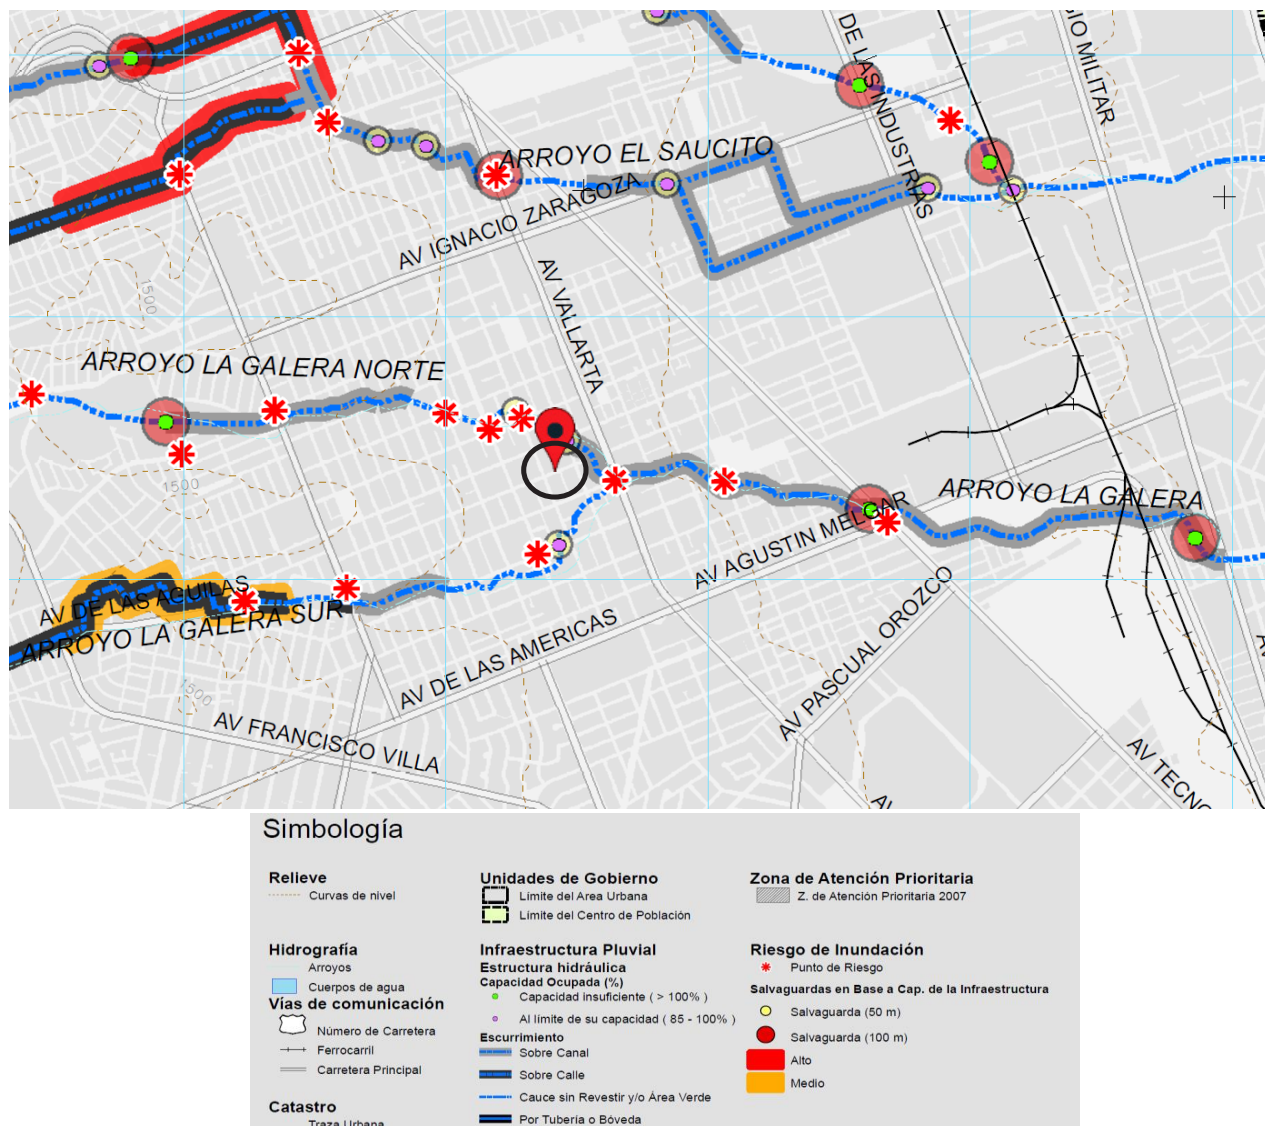 DE LAS INDUSTRIAS
GIO MILITAR
ARROYO EL SAUCITO
AV IGNACIO ZARAGOZA
AV VALLARTA
1500
ARROYO LA GALERA NORTE
1500
ARROYO LA GALERA
AV AGUSTIN MELGAR
AV DE LAS AGUILAS
ARROYO LA GALERA SUR
AV DE LAS AMERICAS
AV PASCUAL OROZCO
1500
AV FRANCISCO VILLA
AV TECNO
Simbología
Relieve
Curvas de nivel
Hidrografía
Arroyos
Cuerpos de agua
Vías de comunicación
Número de Carretera
Ferrocarril
Carretera Principal
Catastro
Traza Urbana
Unidades de Gobierno
Límite del Area Urbana
Límite del Centro de Población
Infraestructura Pluvial
Estructura hidráulica
Capacidad Ocupada (%)
Capacidad insuficiente ( > 100% )
Al límite de su capacidad ( 85 - 100% )
Escurrimiento
Sobre Canal
Sobre Calle
Cauce sin Revestir y/o Área Verde
Por Tubería o Bóveda
Zona de Atención Prioritaria
Z. de Atención Prioritaria 2007
Riesgo de Inundación
Punto de Riesgo
Salvaguardas en Base a Cap. de la Infraestructura
Salvaguarda (50 m)
Salvaguarda (100 m)
Alto
Medio